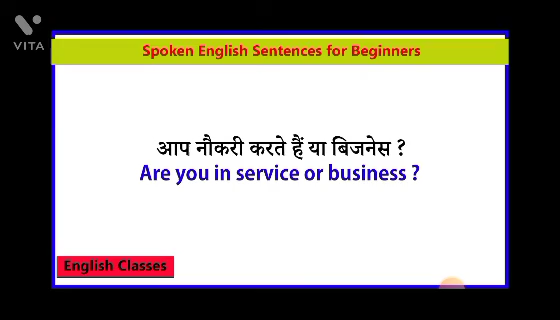 VITA
Spoken English Sentences for Beginners
आप नौकरी करते हैं या बिजनेस ?
Are you in service or business ?
English Classes